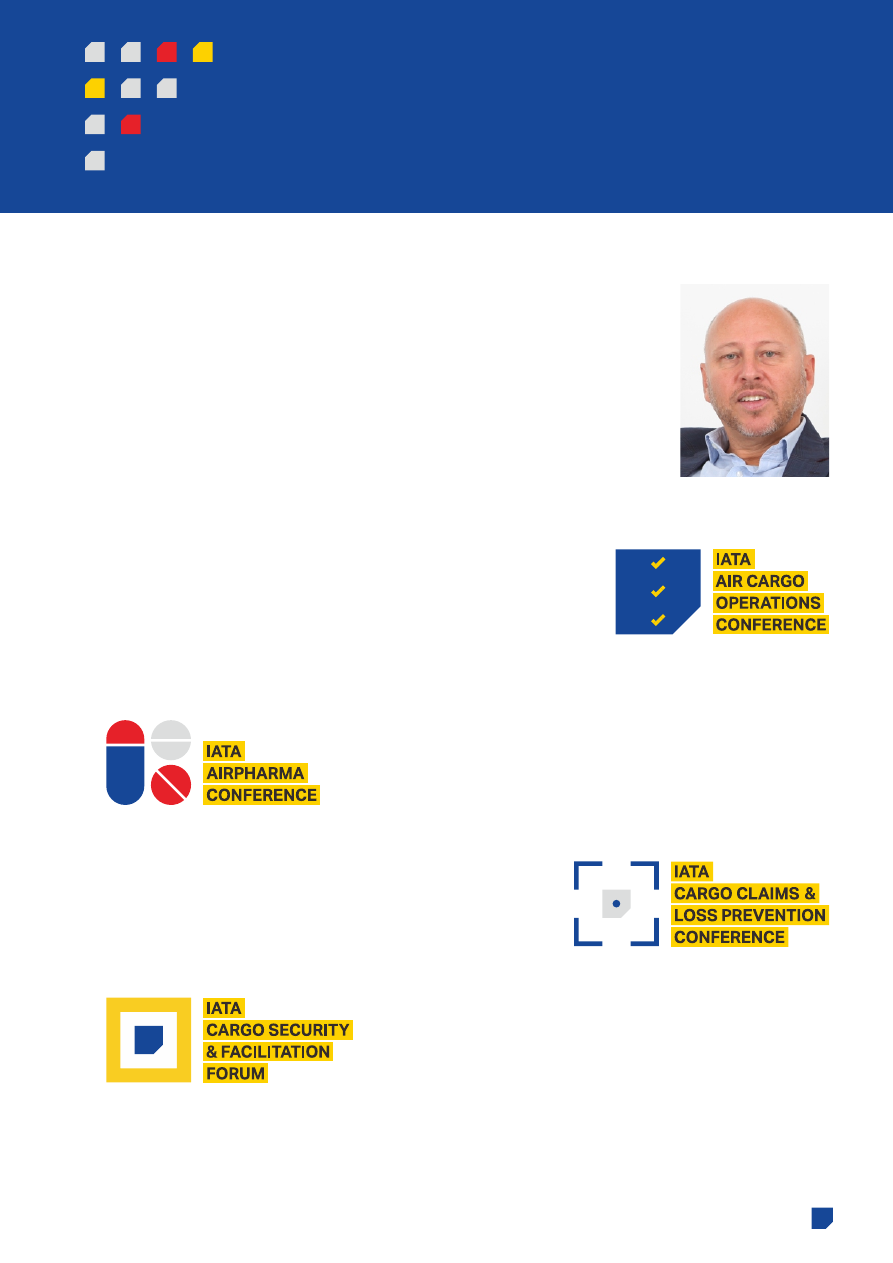 IATA
AIR CARGO
OPERATIONS
CONFERENCE
IATA
AIRPHARMA
CONFERENCE
IATA
CARGO CLAIMS &
LOSS PREVENTION
CONFERENCE
IATA
CARGO SECURITY
& FACILITATION
FORUM